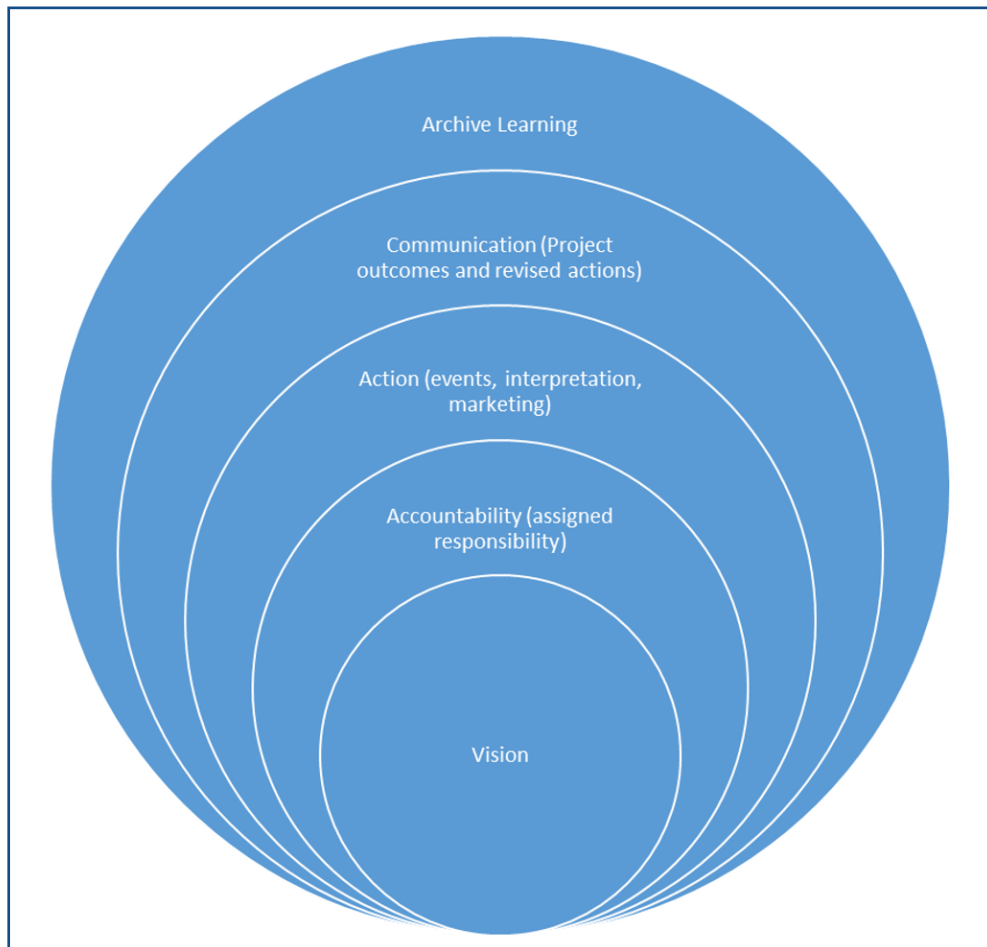 Archive Learning
Communication (Project
outcomes and revised actions)
Action (events, interpretation,
marketing)
Accountability (assigned
responsibility)
Vision